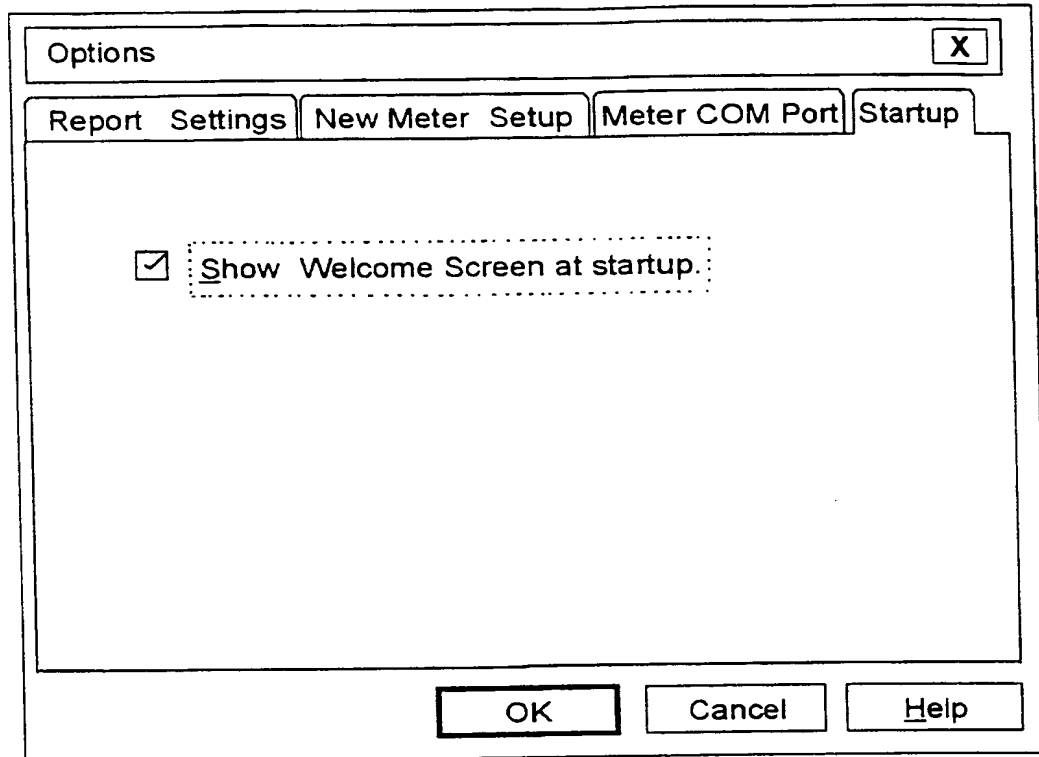 Options X
Report Settings New Meter Setup Meter COM Port Startup
Show Welcome Screen at startup.
OK Cancel Help